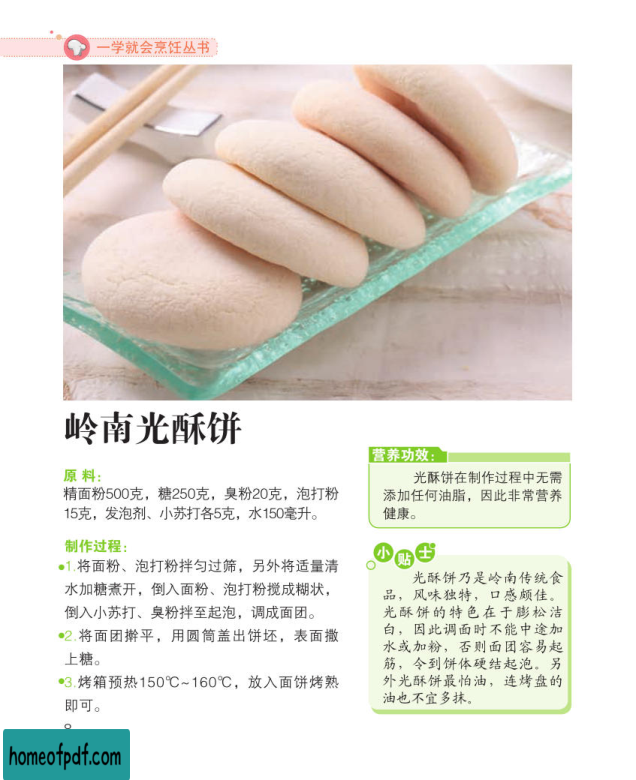 一学就会烹饪丛书
岭南光酥饼
原 料：
精面粉500克，糖250克，臭粉20克，泡打粉
15克，发泡剂、小苏打各5克，水150毫升。
制作过程：
1.将面粉、泡打粉拌匀过筛，另外将适量清
水加糖煮开，倒入面粉、泡打粉搅成糊状，
倒入小苏打、臭粉拌至起泡，调成面团。
2.将面团擀平，用圆筒盖出饼坯，表面撒
上糖。
3.烤箱预热150℃~160℃，放入面饼烤熟
即可。
营养功效：
光酥饼在制作过程中无需
添加任何油脂，因此非常营养
健康。
小贴士
光酥饼乃是岭南传统食
品，风味独特，口感颇佳。
光酥饼的特色在于膨松洁
白，因此调面时不能中途加
水或加粉，否则面团容易起
筋，令到饼体硬结起泡。另
外光酥饼最怕油，连烤盘的
油也不宜多抹。
homeofpdf.com